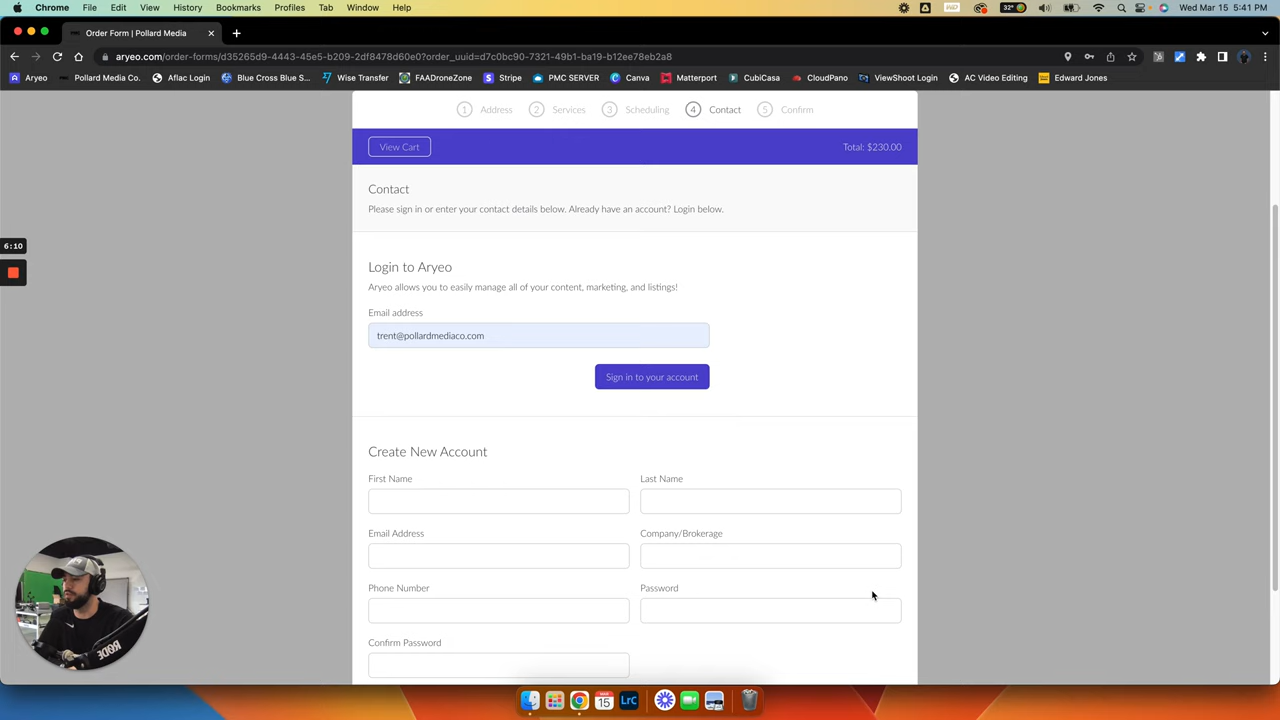 Chrome File Edit View History Bookmarks Profiles Tab Window Help
32° Wed Mar 15 5:41 PM
Order Form | Pollard Media
aryeo.com/order-forms/d35265d9-4443-45e5-b209-2df8478d60e0?order_uuid=d7c0bc90-7321-49b1-ba19-b12ee78eb2a8
Aryeo Pollard Media Co. Aflac Login Blue Cross Blue S... Wise Transfer FAADroneZone Stripe PMC SERVER Canva Matterport CubiCasa CloudPano ViewShoot Login AC Video Editing Edward Jones
1 Address 2 Services 3 Scheduling 4 Contact 5 Confirm
View Cart Total: $230.00
Contact
Please sign in or enter your contact details below. Already have an account? Login below.
6:10
Login to Aryeo
Aryeo allows you to easily manage all of your content, marketing, and listings!
Email address
trent@pollardmediaco.com
Sign in to your account
Create New Account
First Name Last Name
Email Address Company/Brokerage
Phone Number Password
Confirm Password
RODE
MAR
15
LrC